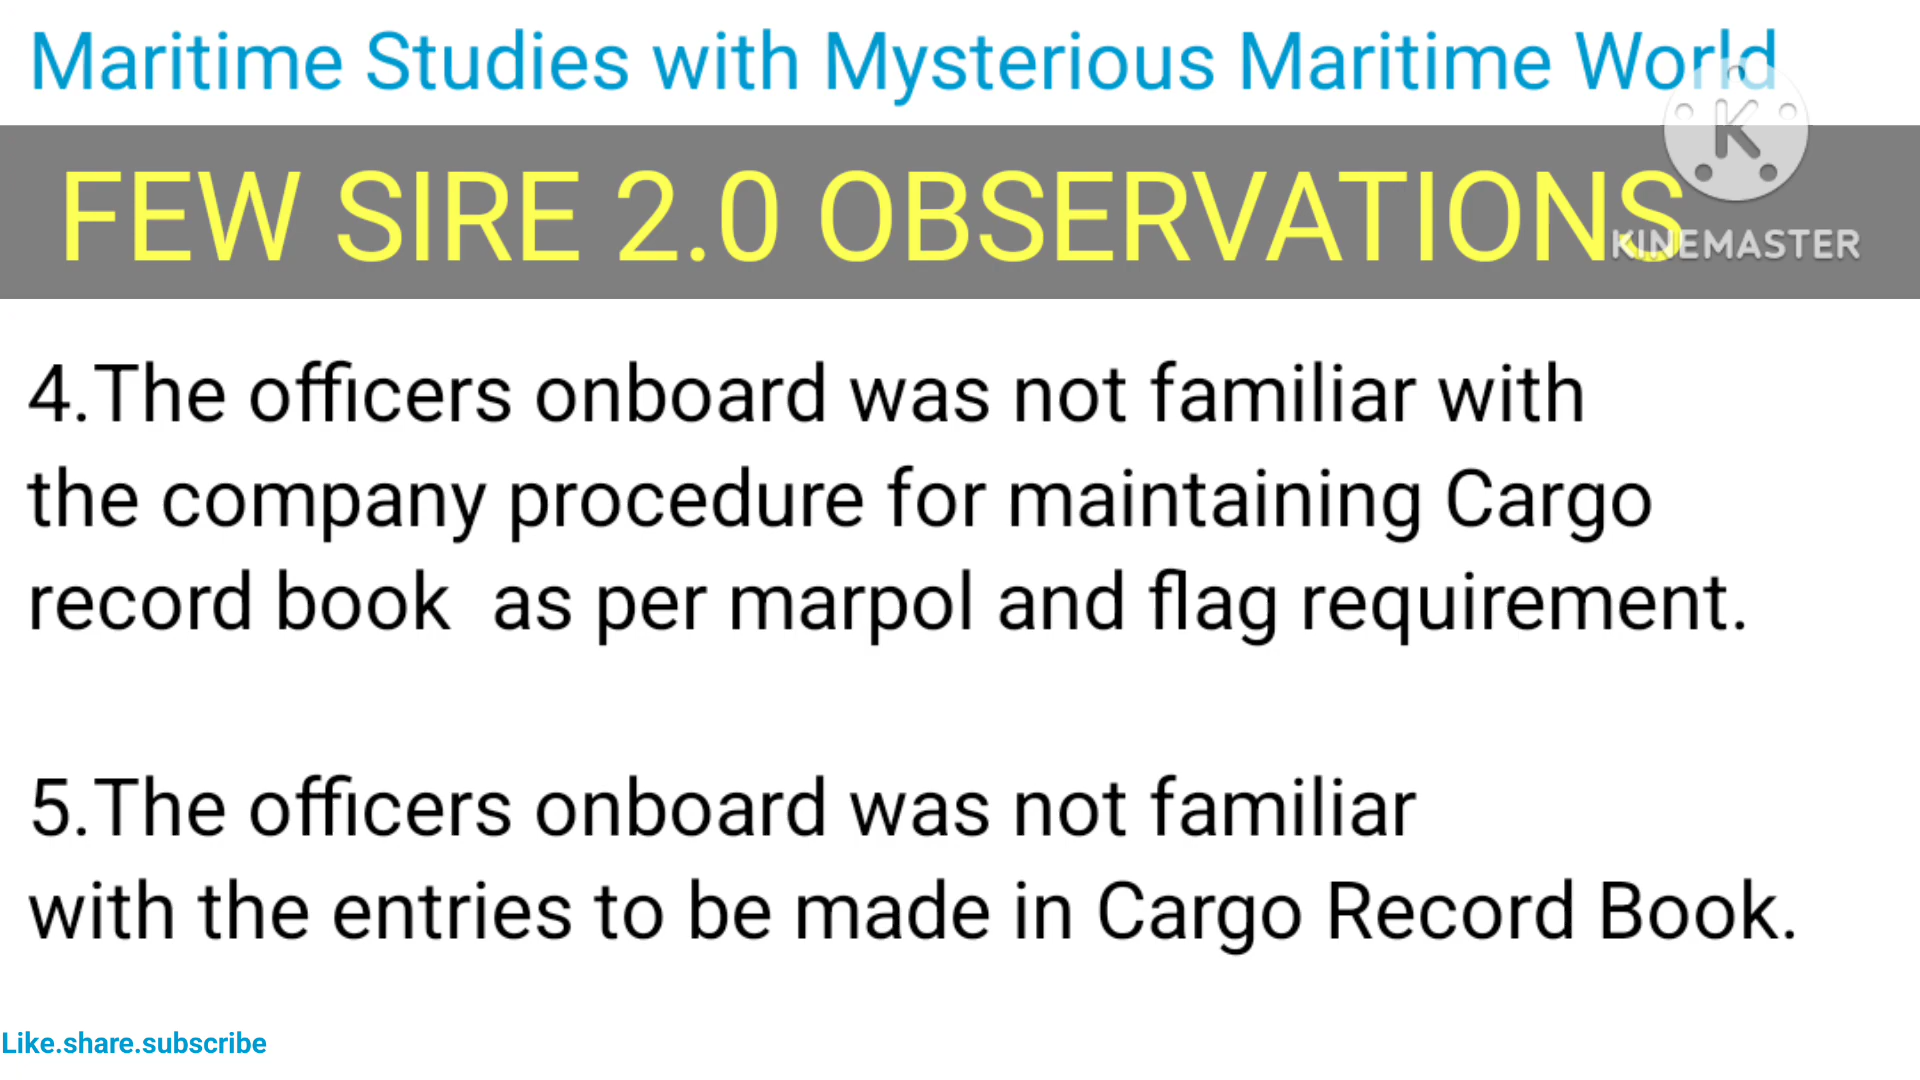 Maritime Studies with Mysterious Maritime World
K
FEW SIRE 2.0 OBSERVATIONS
KINEMASTER
4.The officers onboard was not familiar with
the company procedure for maintaining Cargo
record book  as per marpol and flag requirement.
5.The officers onboard was not familiar
with the entries to be made in Cargo Record Book.
Like.share.subscribe